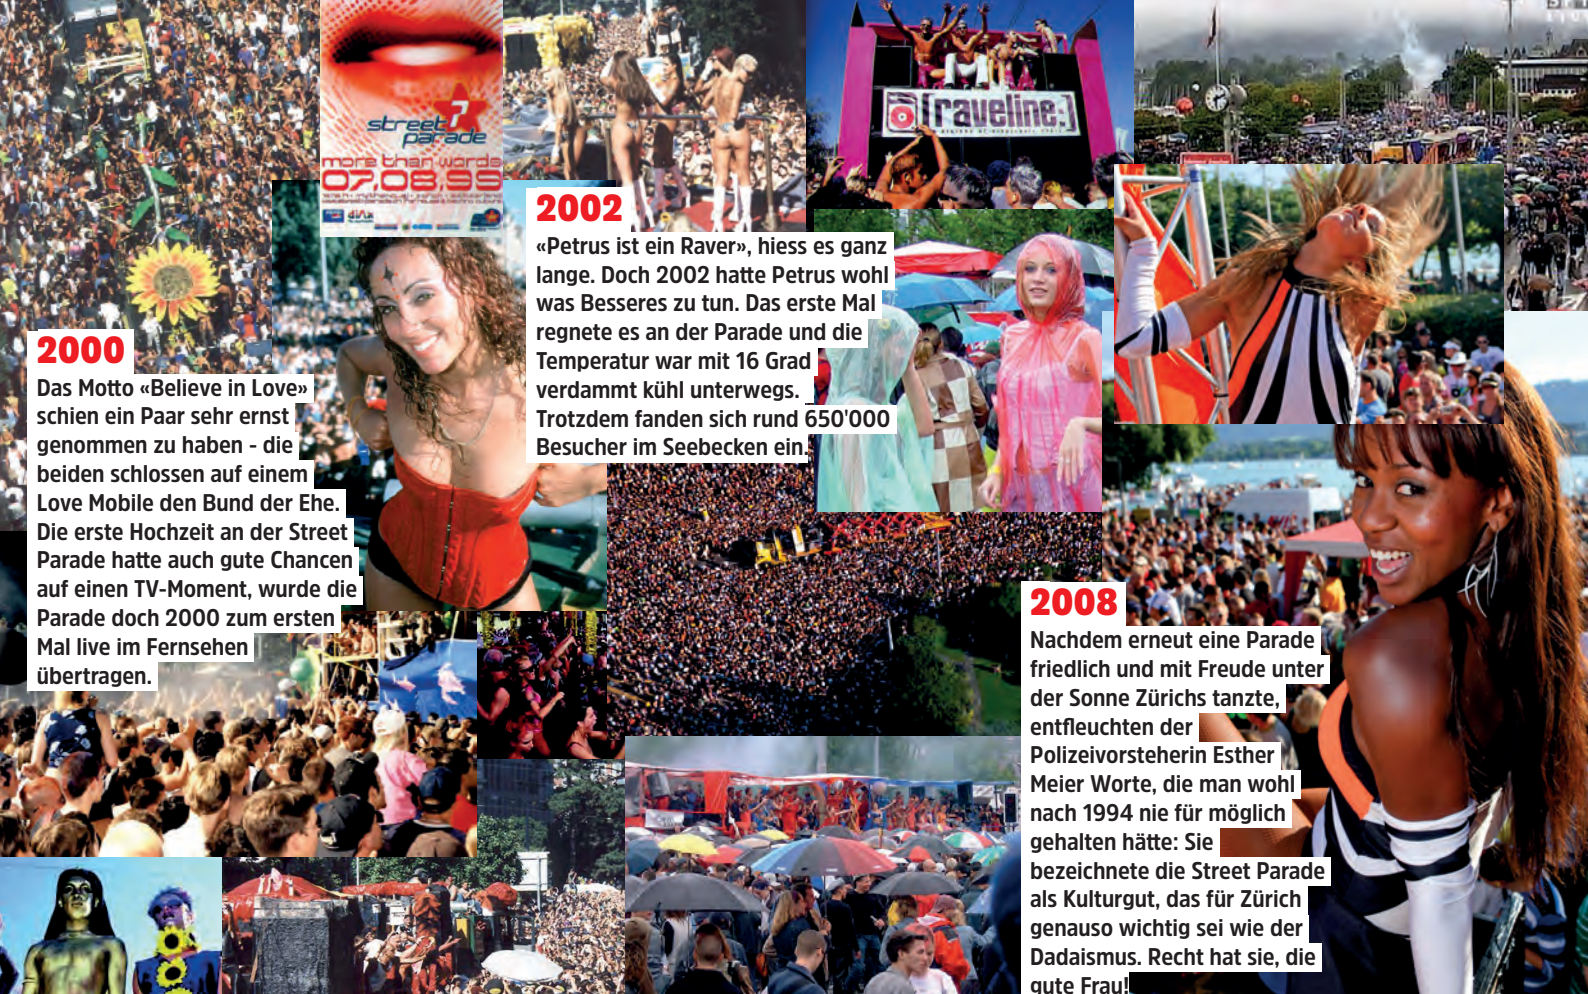 street 7
parade
more than words
07.08.99
[raveline:]
2000
Das Motto «Believe in Love»
schien ein Paar sehr ernst
genommen zu haben - die
beiden schlossen auf einem
Love Mobile den Bund der Ehe.
Die erste Hochzeit an der Street
Parade hatte auch gute Chancen
auf einen TV-Moment, wurde die
Parade doch 2000 zum ersten
Mal live im Fernsehen
übertragen.
2002
«Petrus ist ein Raver», hiess es ganz
lange. Doch 2002 hatte Petrus wohl
was Besseres zu tun. Das erste Mal
regnete es an der Parade und die
Temperatur war mit 16 Grad
verdammt kühl unterwegs.
Trotzdem fanden sich rund 650'000
Besucher im Seebecken ein.
2008
Nachdem erneut eine Parade
friedlich und mit Freude unter
der Sonne Zürichs tanzte,
entfleuchten der
Polizeivorsteherin Esther
Meier Worte, die man wohl
nach 1994 nie für möglich
gehalten hätte: Sie
bezeichnete die Street Parade
als Kulturgut, das für Zürich
genauso wichtig sei wie der
Dadaismus. Recht hat sie, die
gute Frau!